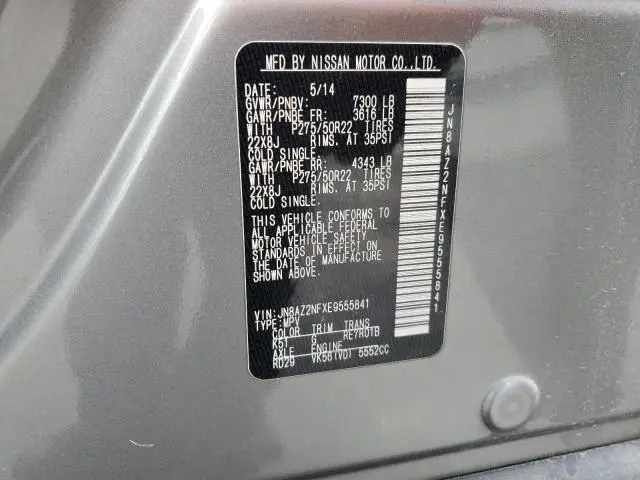 MFD BY NISSAN MOTOR CO.,LTD.
DATE: 5/14
GVWR/PNBV: 7300 LB
GAWR/PNBE FR: 3616 LB
WITH P275/50R22 TIRES
22X8J RIMS, AT 35PSI
COLD SINGLE.
GAWR/PNBE RR: 4343 LB
WITH P275/50R22 TIRES
22X8J RIMS, AT 35PSI
COLD SINGLE.
THIS VEHICLE CONFORMS TO
ALL APPLICABLE FEDERAL
MOTOR VEHICLE SAFETY
STANDARDS IN EFFECT ON
THE DATE OF MANUFACTURE
SHOWN ABOVE.
VIN:JN8AZ2NFXE9555841
TYPE:MPV
COLOR TRIM TRANS
K51 G RE7R01B
AXLE ENGINE
RD29 VK56(VD) 5552CC
JN8AZ2NFXE9555841